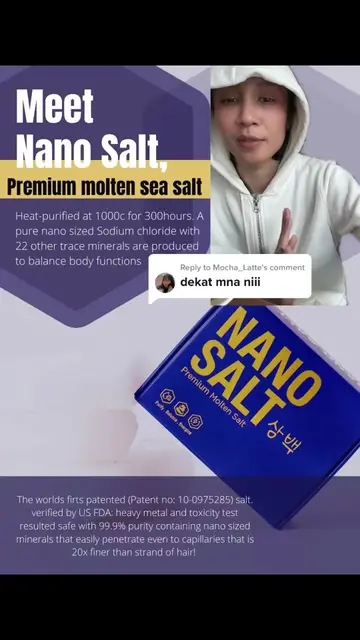 Meet
Nano Salt,
Premium molten sea salt
Heat-purified at 1000c for 300hours. A
pure nano sized Sodium chloride with
22 other trace minerals are produced
to balance body functions
Reply to Mocha_Latte's comment
dekat mna niii
NANO
SALT
Premium Molten Salt
상백
The worlds firts patented (Patent no: 10-0975285) salt.
verified by US FDA: heavy metal and toxicity test
resulted safe with 99.9% purity containing nano sized
minerals that easily penetrate even to capillaries that is
20x finer than strand of hair!